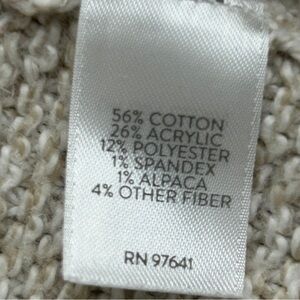 56% COTTON
26% ACRYLIC
12% POLYESTER
1% SPANDEX
1% ALPACA
4% OTHER FIBER
RN 97641